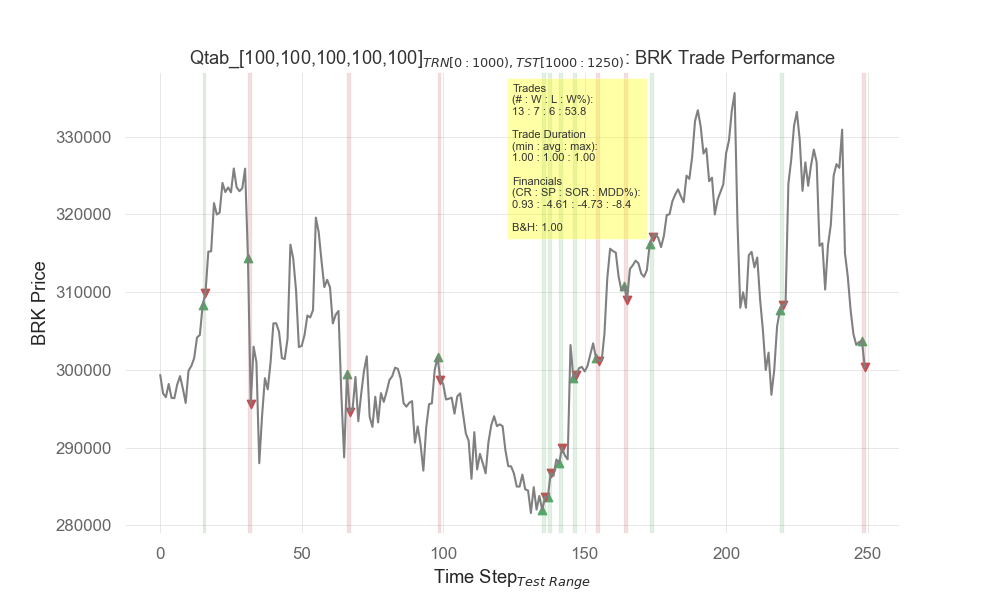 Qtab_[100,100,100,100,100]TRN[0:1000),TST[1000:1250): BRK Trade Performance
Trades
(# : W : L : W%):
13 : 7 : 6 : 53.8
Trade Duration
(min : avg : max):
1.00 : 1.00 : 1.00
Financials
(CR : SP : SOR : MDD%):
0.93 : -4.61 : -4.73 : -8.4
B&H: 1.00
BRK Price
330000
320000
310000
300000
290000
280000
0 50 100 150 200 250
Time StepTest Range